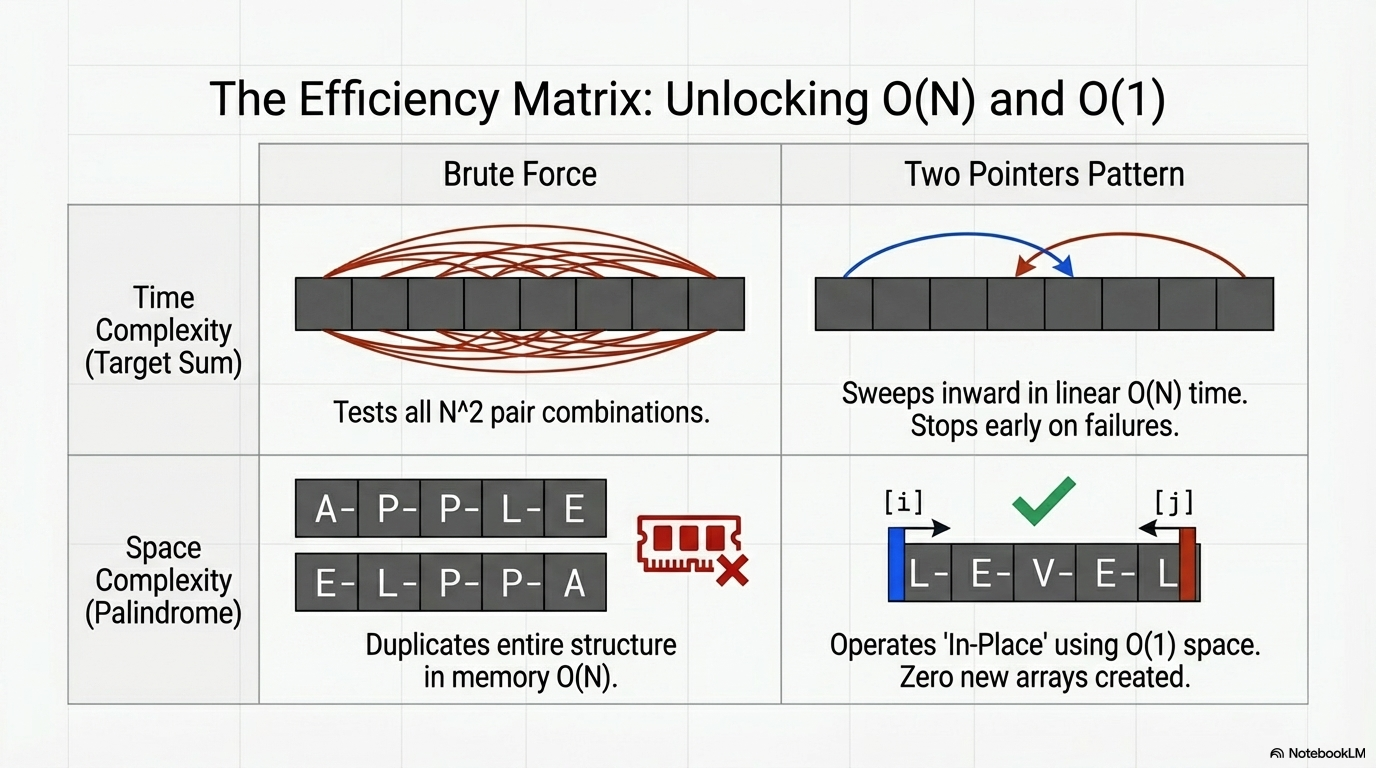 The Efficiency Matrix: Unlocking O(N) and O(1)
Brute Force
Two Pointers Pattern
Time
Complexity
(Target Sum)
Tests all N^2 pair combinations.
Sweeps inward in linear O(N) time.
Stops early on failures.
Space
Complexity
(Palindrome)
A- P- P- L- E
E- L- P- P- A
Duplicates entire structure
in memory O(N).
[i]
[j]
L- E- V- E- L
Operates 'In-Place' using O(1) space.
Zero new arrays created.
NotebookLM